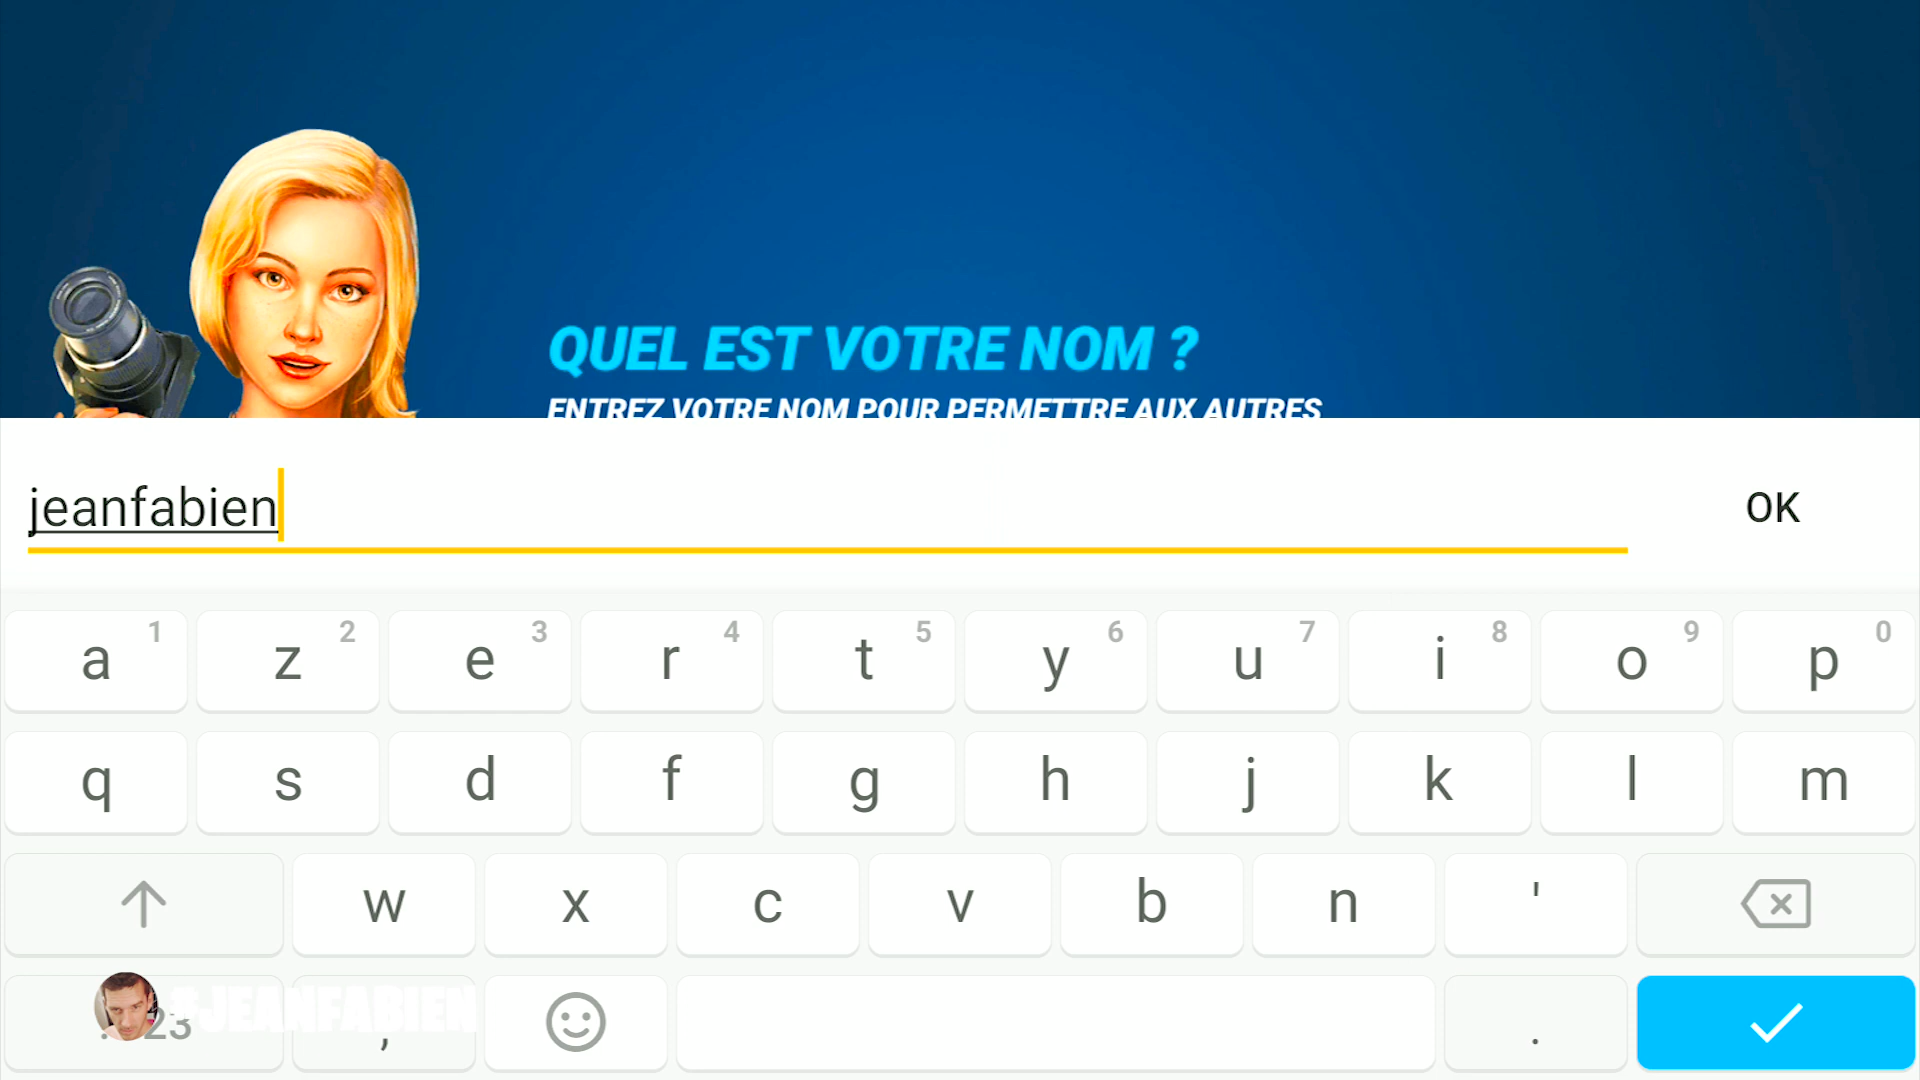 QUEL EST VOTRE NOM ?
ENTREZ VOTRE NOM POUR PERMETTRE AUX AUTRES
jeanfabien
OK
a 1 z 2 e 3 r 4 t 5 y 6 u 7 i 8 o 9 p 0
q s d f g h j k l m
w x c v b n '
#JEANFABIEN
, .